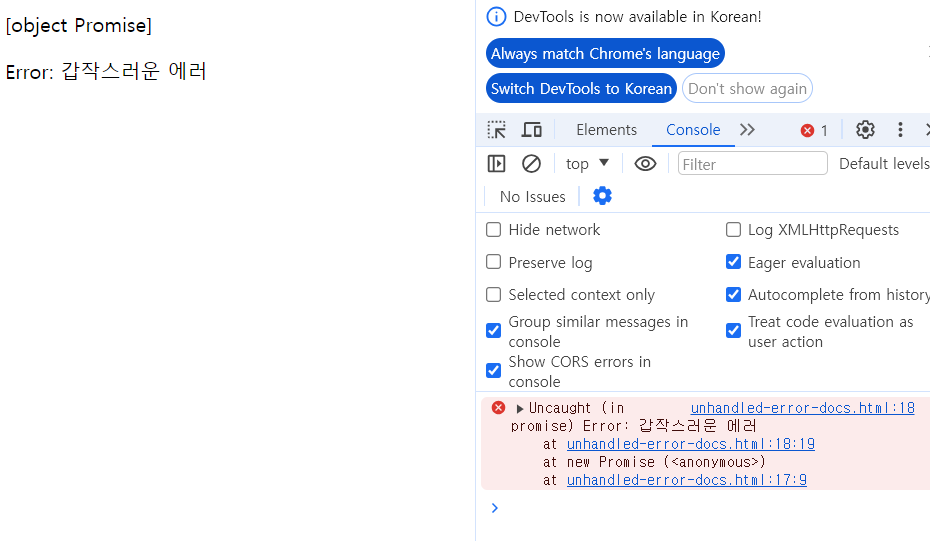 [object Promise]
Error: 갑작스러운 에러
DevTools is now available in Korean!
Always match Chrome's language
Switch DevTools to Korean Don't show again
Elements Console 1
top Filter Default levels
No Issues
Hide network Log XMLHttpRequests
Preserve log Eager evaluation
Selected context only Autocomplete from history
Group similar messages in console Treat code evaluation as user action
Show CORS errors in console
Uncaught (in unhandled-error-docs.html:18
promise) Error: 갑작스러운 에러
at unhandled-error-docs.html:18:19
at new Promise (<anonymous>)
at unhandled-error-docs.html:17:9